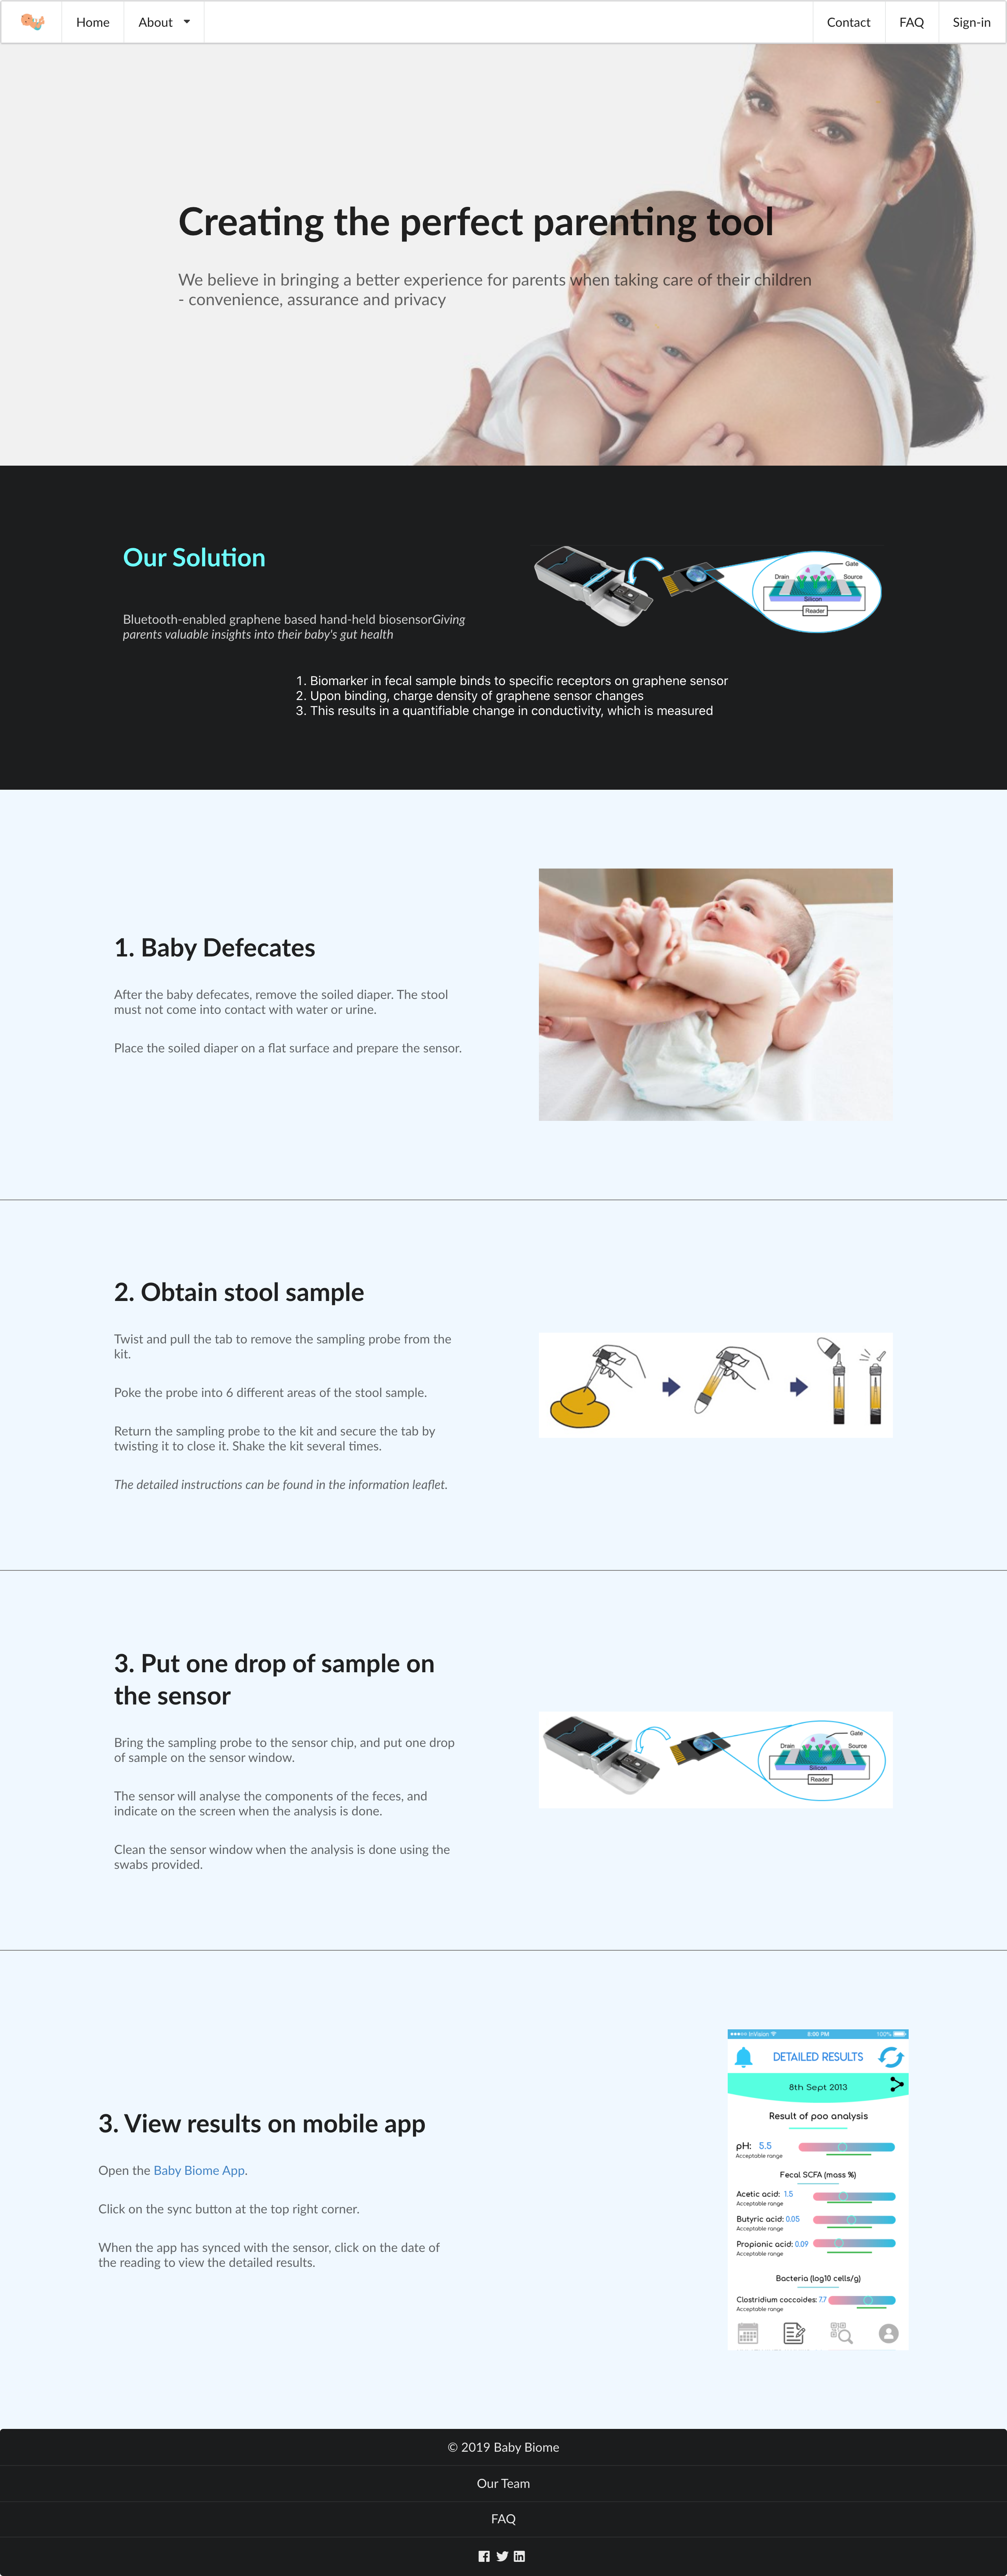 Home
About
Contact
FAQ
Sign-in
Creating the perfect parenting tool
We believe in bringing a better experience for parents when taking care of their children
- convenience, assurance and privacy
Our Solution
Bluetooth-enabled graphene based hand-held biosensorGiving
parents valuable insights into their baby's gut health
Gate
Drain
Source
Silicon
Reader
1. Biomarker in fecal sample binds to specific receptors on graphene sensor
2. Upon binding, charge density of graphene sensor changes
3. This results in a quantifiable change in conductivity, which is measured
1. Baby Defecates
After the baby defecates, remove the soiled diaper. The stool
must not come into contact with water or urine.
Place the soiled diaper on a flat surface and prepare the sensor.
2. Obtain stool sample
Twist and pull the tab to remove the sampling probe from the
kit.
Poke the probe into 6 different areas of the stool sample.
Return the sampling probe to the kit and secure the tab by
twisting it to close it. Shake the kit several times.
The detailed instructions can be found in the information leaflet.
3. Put one drop of sample on
the sensor
Bring the sampling probe to the sensor chip, and put one drop
of sample on the sensor window.
The sensor will analyse the components of the feces, and
indicate on the screen when the analysis is done.
Clean the sensor window when the analysis is done using the
swabs provided.
Gate
Drain
Source
Silicon
Reader
3. View results on mobile app
Open the Baby Biome App.
Click on the sync button at the top right corner.
When the app has synced with the sensor, click on the date of
the reading to view the detailed results.
InVision
6:00 PM
100%
DETAILED RESULTS
8th Sept 2013
Result of poo analysis
pH: 5.5
Acceptable range
Fecal SCFA (mass %)
Acetic acid: 1.5
Acceptable range
Butyric acid: 0.05
Acceptable range
Propionic acid: 0.09
Acceptable range
Bacteria (log10 cells/g)
Clostridium coccoides: 7.7
Acceptable range
© 2019 Baby Biome
Our Team
FAQ